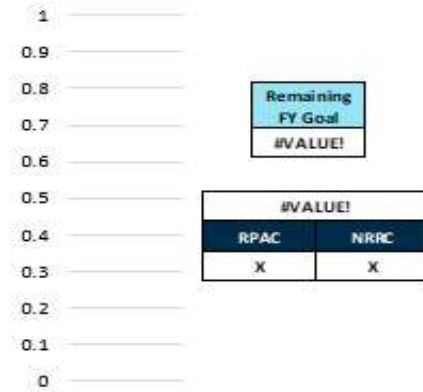 1
0.9
0.8
0.7
0.6
0.5
0.4
0.3
0.2
0.1
0
Remaining
FY Goal
#VALUE!
#VALUE!
RPAC NRRC
X X